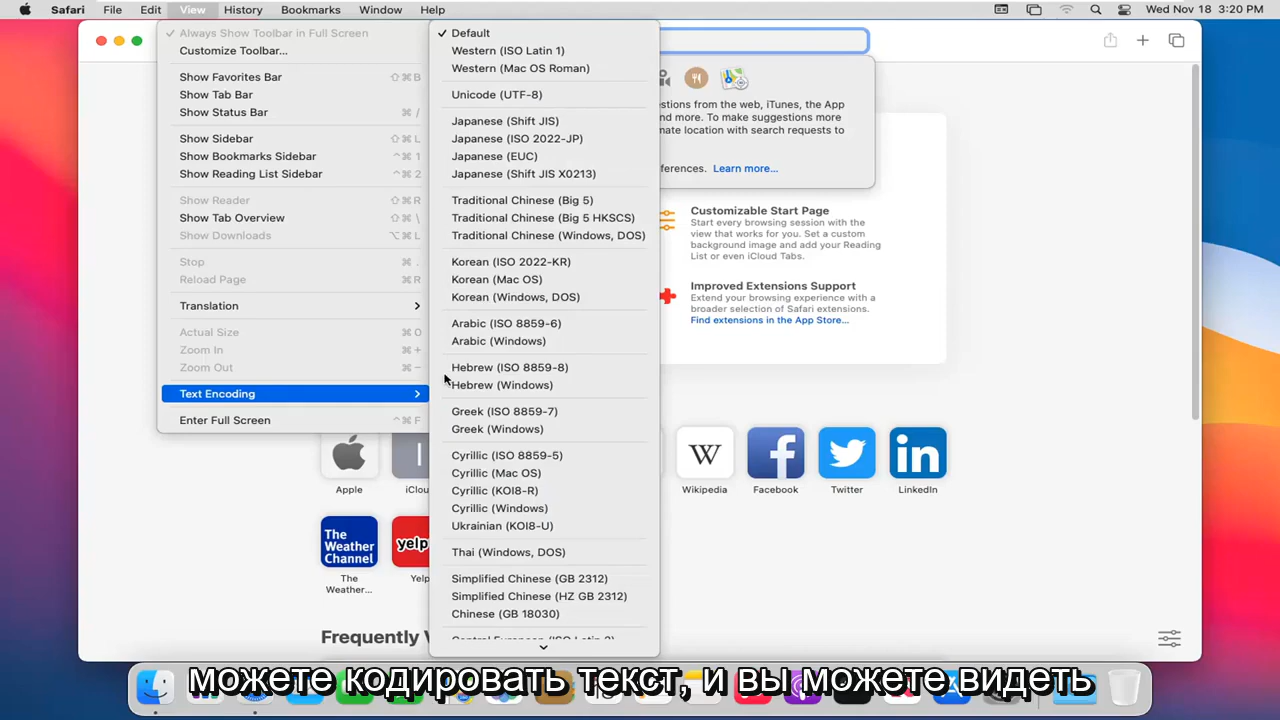 Safari File Edit View History Bookmarks Window Help Wed Nov 18 3:20 PM
Always Show Toolbar in Full Screen
Customize Toolbar...
Show Favorites Bar ⇧⌘B
Show Tab Bar
Show Status Bar ⌘/
Show Sidebar ⇧⌘L
Show Bookmarks Sidebar ^⌘1
Show Reading List Sidebar ^⌘2
Show Reader ⇧⌘R
Show Tab Overview ⇧⌘\
Show Downloads ⌥⌘L
Stop ⌘.
Reload Page ⌘R
Translation
Actual Size ⌘0
Zoom In ⌘+
Zoom Out ⌘−
Text Encoding
Enter Full Screen ^⌘F
Default
Western (ISO Latin 1)
Western (Mac OS Roman)
Unicode (UTF-8)
Japanese (Shift JIS)
Japanese (ISO 2022-JP)
Japanese (EUC)
Japanese (Shift JIS X0213)
Traditional Chinese (Big 5)
Traditional Chinese (Big 5 HKSCS)
Traditional Chinese (Windows, DOS)
Korean (ISO 2022-KR)
Korean (Mac OS)
Korean (Windows, DOS)
Arabic (ISO 8859-6)
Arabic (Windows)
Hebrew (ISO 8859-8)
Hebrew (Windows)
Greek (ISO 8859-7)
Greek (Windows)
Cyrillic (ISO 8859-5)
Cyrillic (Mac OS)
Cyrillic (KOI8-R)
Cyrillic (Windows)
Ukrainian (KOI8-U)
Thai (Windows, DOS)
Simplified Chinese (GB 2312)
Simplified Chinese (HZ GB 2312)
Chinese (GB 18030)
Central European (ISO Latin 2)
stions from the web, iTunes, the App
nd more. To make suggestions more
mate location with search requests to
ferences. Learn more...
Customizable Start Page
Start every browsing session with the
view that works for you. Set a custom
background image and add your Reading
List or even iCloud Tabs.
Improved Extensions Support
Extend your browsing experience with a
broader selection of Safari extensions.
Find extensions in the App Store...
W f in
Apple iClou Wikipedia Facebook Twitter LinkedIn
The
Weather
Channel
yelp
The
Weather...
Yelp
Frequently V
можете кодировать текст, и вы можете видеть